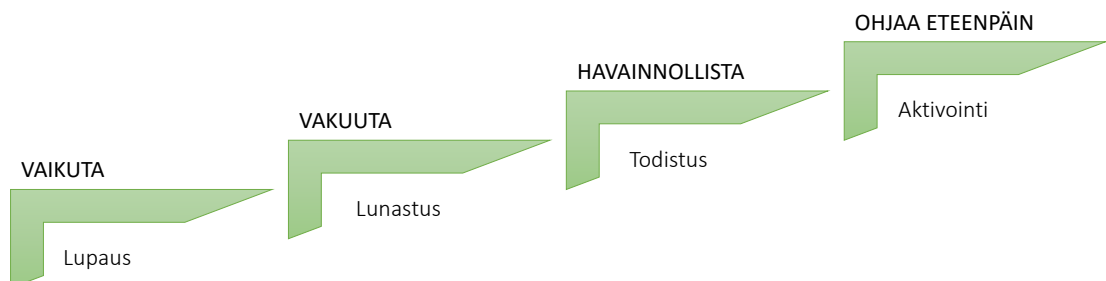 VAIKUTA
Lupaus
VAKUUTA
Lunastus
HAVAINNOLLISTA
Todistus
OHJAA ETEENPÄIN
Aktivointi